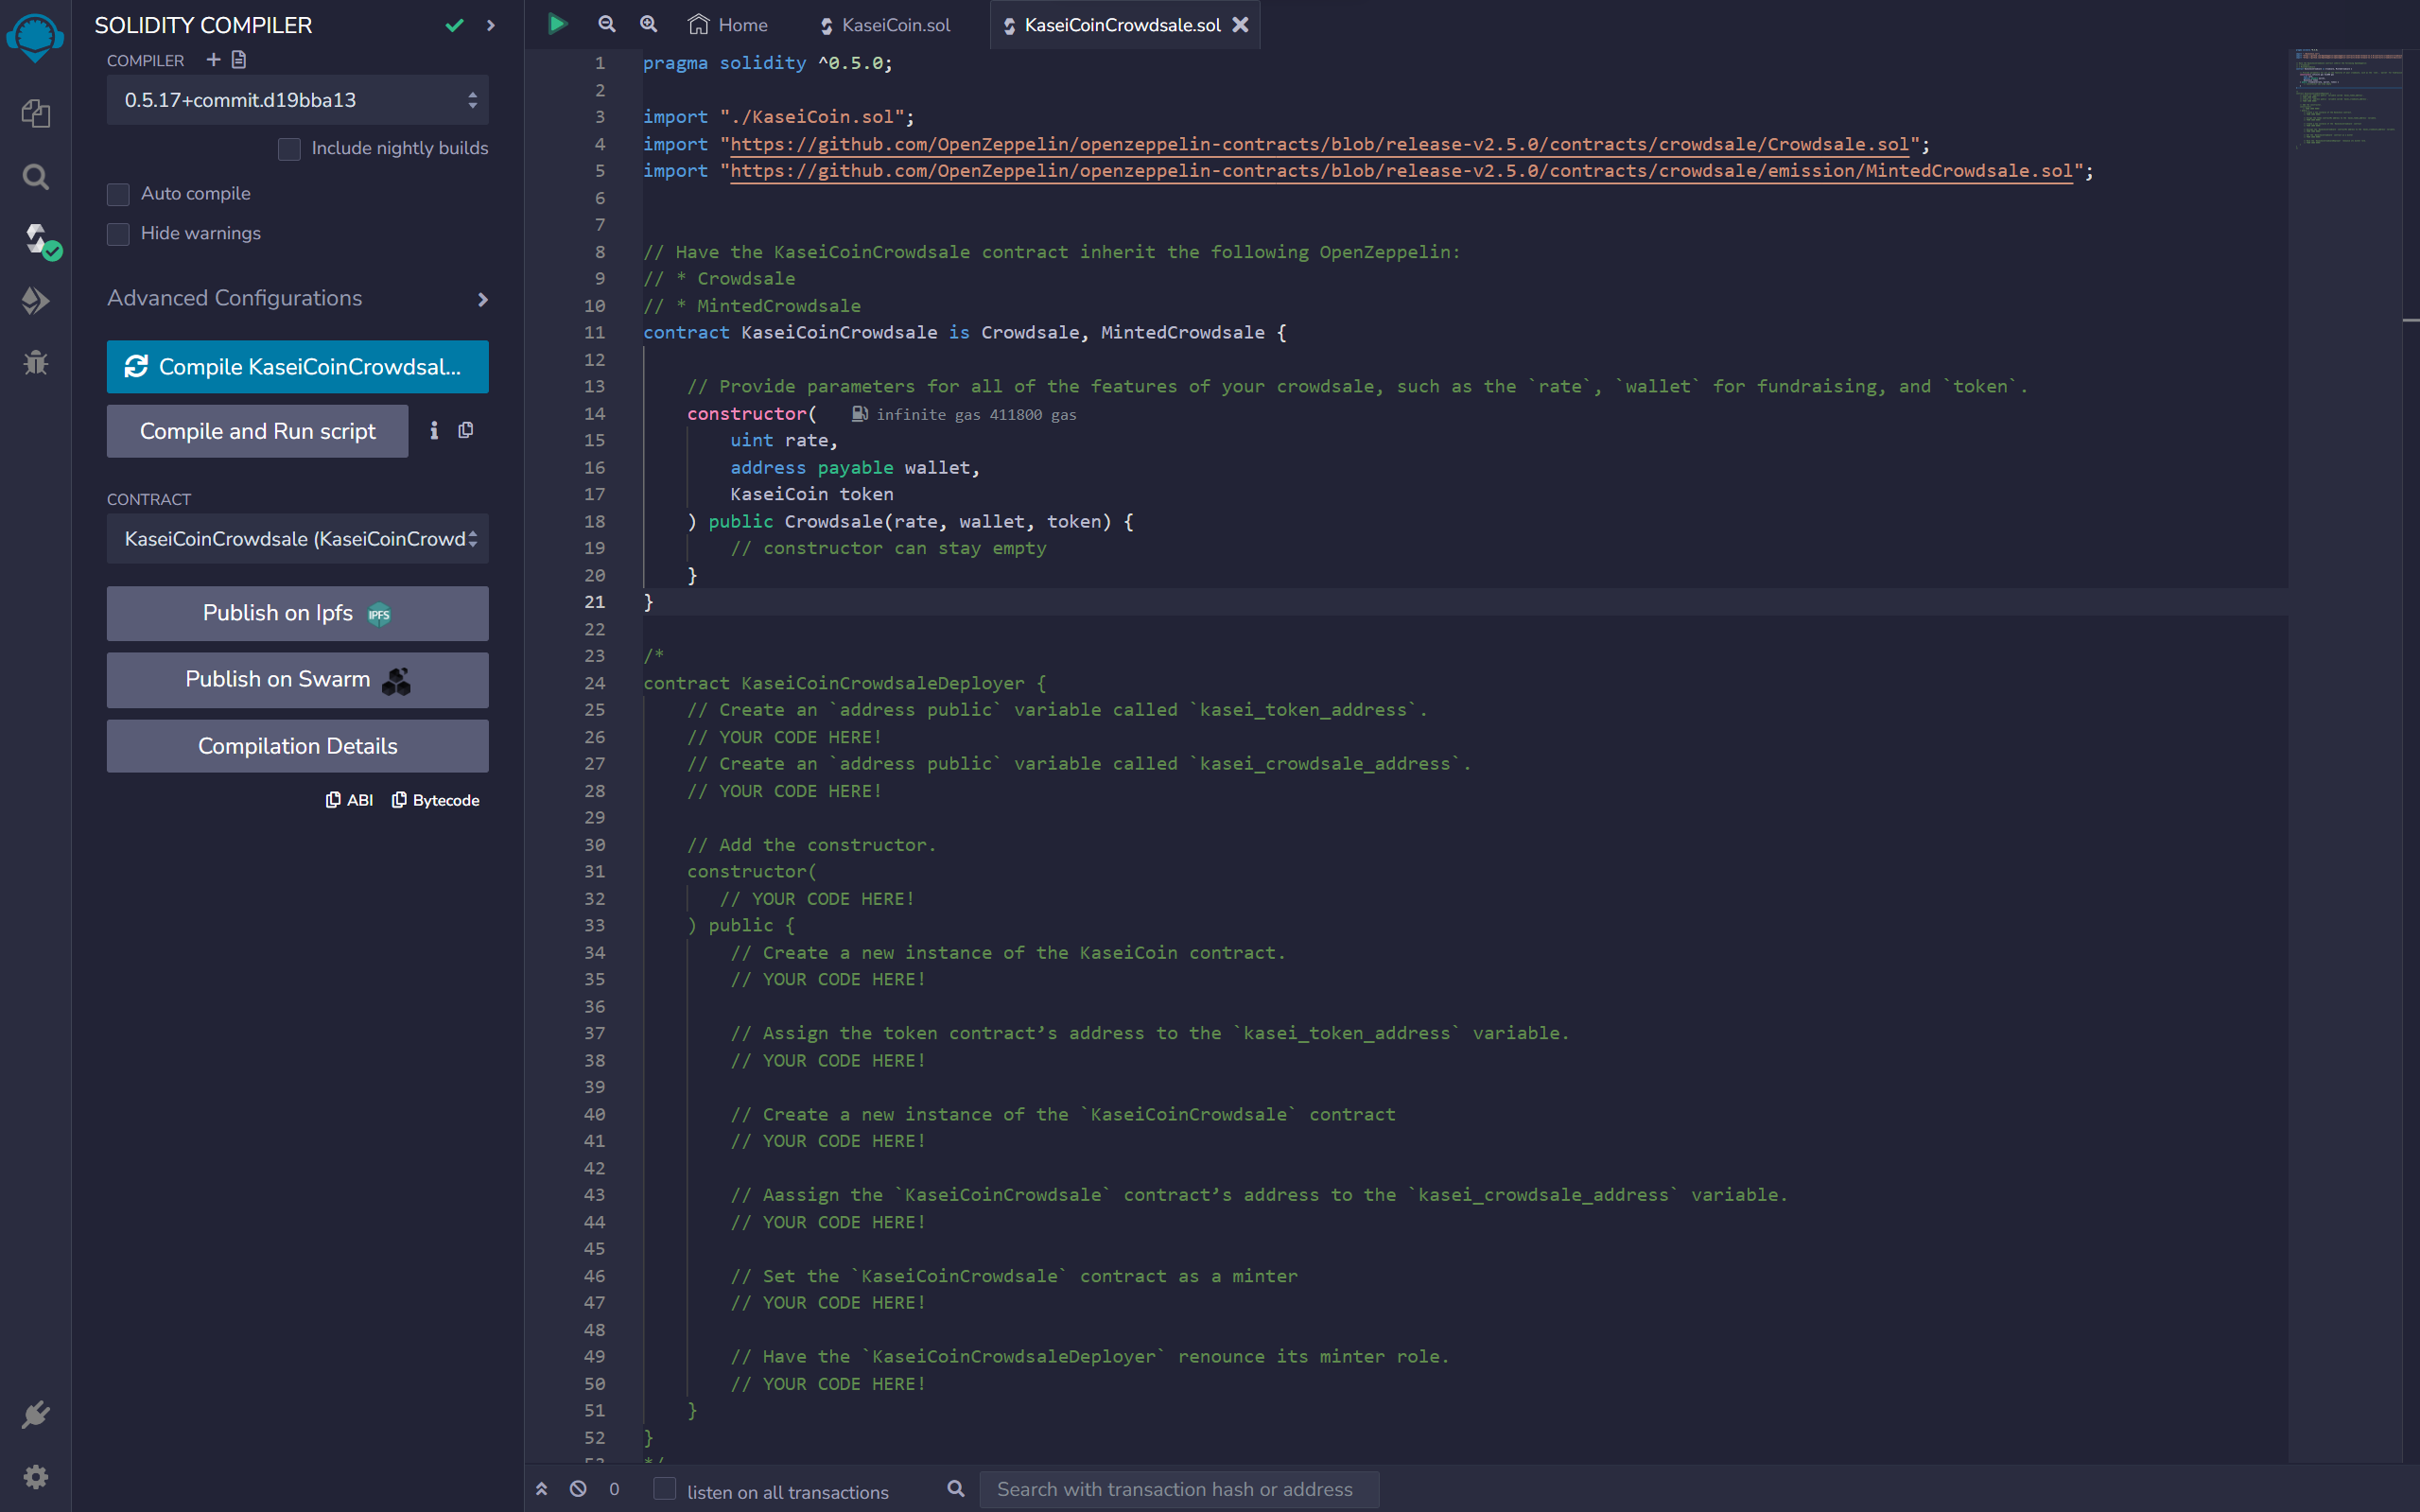 SOLIDITY COMPILER
COMPILER
0.5.17+commit.d19bba13
Include nightly builds
Auto compile
Hide warnings
Advanced Configurations
Compile KaseiCoinCrowdsal...
Compile and Run script
CONTRACT
KaseiCoinCrowdsale (KaseiCoinCrowd
Publish on Ipfs IPFS
Publish on Swarm
Compilation Details
ABI Bytecode
Home KaseiCoin.sol KaseiCoinCrowdsale.sol
1 pragma solidity ^0.5.0;
2
3 import "./KaseiCoin.sol";
4 import "https://github.com/OpenZeppelin/openzeppelin-contracts/blob/release-v2.5.0/contracts/crowdsale/Crowdsale.sol";
5 import "https://github.com/OpenZeppelin/openzeppelin-contracts/blob/release-v2.5.0/contracts/crowdsale/emission/MintedCrowdsale.sol";
6
7
8 // Have the KaseiCoinCrowdsale contract inherit the following OpenZeppelin:
9 // * Crowdsale
10 // * MintedCrowdsale
11 contract KaseiCoinCrowdsale is Crowdsale, MintedCrowdsale {
12
13 // Provide parameters for all of the features of your crowdsale, such as the `rate`, `wallet` for fundraising, and `token`.
14 constructor( infinite gas 411800 gas
15 uint rate,
16 address payable wallet,
17 KaseiCoin token
18 ) public Crowdsale(rate, wallet, token) {
19 // constructor can stay empty
20 }
21 }
22
23 /*
24 contract KaseiCoinCrowdsaleDeployer {
25 // Create an `address public` variable called `kasei_token_address`.
26 // YOUR CODE HERE!
27 // Create an `address public` variable called `kasei_crowdsale_address`.
28 // YOUR CODE HERE!
29
30 // Add the constructor.
31 constructor(
32 // YOUR CODE HERE!
33 ) public {
34 // Create a new instance of the KaseiCoin contract.
35 // YOUR CODE HERE!
36
37 // Assign the token contract’s address to the `kasei_token_address` variable.
38 // YOUR CODE HERE!
39
40 // Create a new instance of the `KaseiCoinCrowdsale` contract
41 // YOUR CODE HERE!
42
43 // Aassign the `KaseiCoinCrowdsale` contract’s address to the `kasei_crowdsale_address` variable.
44 // YOUR CODE HERE!
45
46 // Set the `KaseiCoinCrowdsale` contract as a minter
47 // YOUR CODE HERE!
48
49 // Have the `KaseiCoinCrowdsaleDeployer` renounce its minter role.
50 // YOUR CODE HERE!
51 }
52 }
0 listen on all transactions Search with transaction hash or address